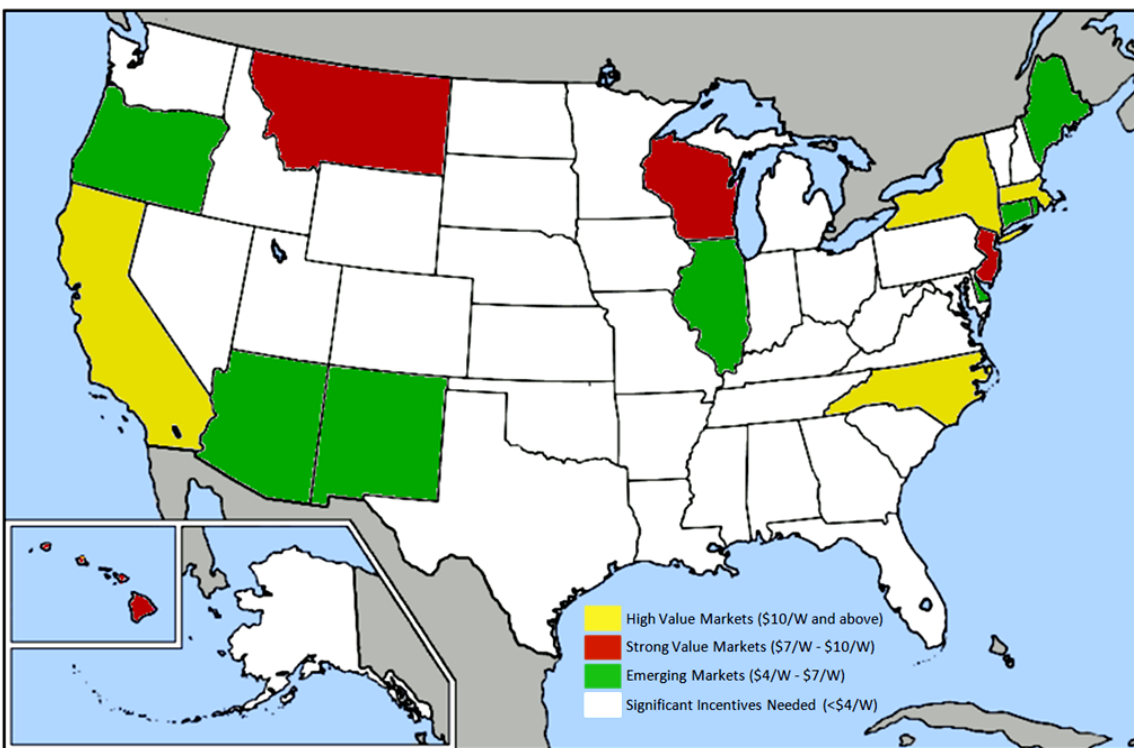 High Value Markets ($10/W and above)
Strong Value Markets ($7/W - $10/W)
Emerging Markets ($4/W - $7/W)
Significant Incentives Needed (<$4/W)